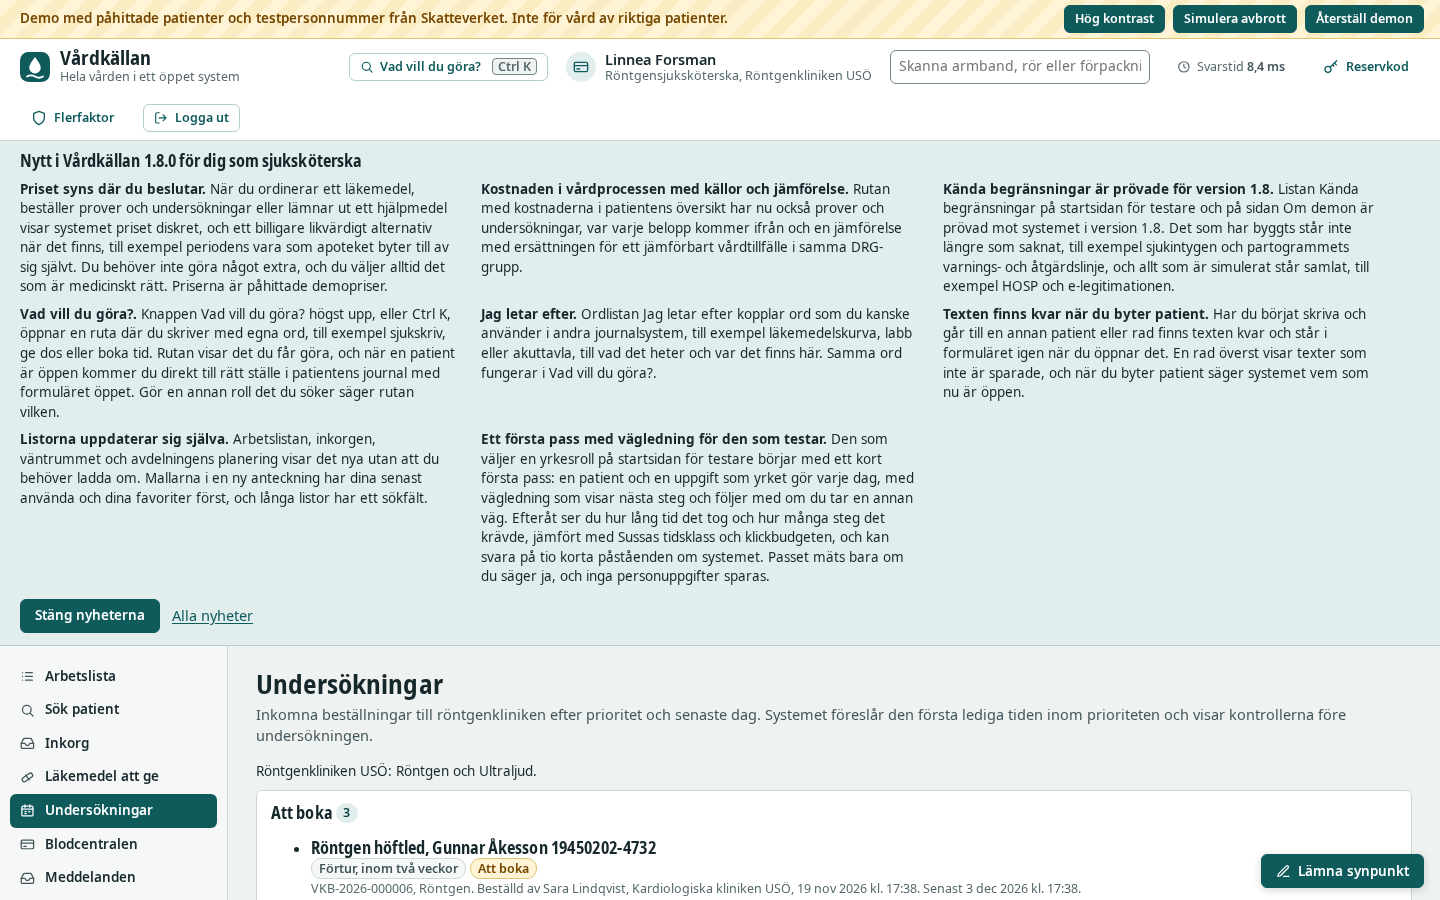 Demo med påhittade patienter och testpersonnummer från Skatteverket. Inte för vård av riktiga patienter.
Hög kontrast
Simulera avbrott
Återställ demon
Vårdkällan
Hela vården i ett öppet system
Vad vill du göra? Ctrl K
Linnea Forsman
Röntgensjuksköterska, Röntgenkliniken USÖ
Skanna armband, rör eller förpackni
Svarstid 8,4 ms
Reservkod
Flerfaktor
Logga ut
Nytt i Vårdkällan 1.8.0 för dig som sjuksköterska
Priset syns där du beslutar. När du ordinerar ett läkemedel,
beställer prover och undersökningar eller lämnar ut ett hjälpmedel
visar systemet priset diskret, och ett billigare likvärdigt alternativ
när det finns, till exempel periodens vara som apoteket byter till av
sig självt. Du behöver inte göra något extra, och du väljer alltid det
som är medicinskt rätt. Priserna är påhittade demopriser.
Kostnaden i vårdprocessen med källor och jämförelse. Rutan
med kostnaderna i patientens översikt har nu också prover och
undersökningar, var varje belopp kommer ifrån och en jämförelse
med ersättningen för ett jämförbart vårdtillfälle i samma DRG-
grupp.
Kända begränsningar är prövade för version 1.8. Listan Kända
begränsningar på startsidan för testare och på sidan Om demon är
prövad mot systemet i version 1.8. Det som har byggts står inte
längre som saknat, till exempel sjukintygen och partogrammets
varnings- och åtgärdslinje, och allt som är simulerat står samlat, till
exempel HOSP och e-legitimationen.
Vad vill du göra?. Knappen Vad vill du göra? högst upp, eller Ctrl K,
öppnar en ruta där du skriver med egna ord, till exempel sjukskriv,
ge dos eller boka tid. Rutan visar det du får göra, och när en patient
är öppen kommer du direkt till rätt ställe i patientens journal med
formuläret öppet. Gör en annan roll det du söker säger rutan
vilken.
Jag letar efter. Ordlistan Jag letar efter kopplar ord som du kanske
använder i andra journalsystem, till exempel läkemedelskurva, labb
eller akuttavla, till vad det heter och var det finns här. Samma ord
fungerar i Vad vill du göra?.
Texten finns kvar när du byter patient. Har du börjat skriva och
går till en annan patient eller rad finns texten kvar och står i
formuläret igen när du öppnar det. En rad överst visar texter som
inte är sparade, och när du byter patient säger systemet vem som
nu är öppen.
Listorna uppdaterar sig själva. Arbetslistan, inkorgen,
väntrummet och avdelningens planering visar det nya utan att du
behöver ladda om. Mallarna i en ny anteckning har dina senast
använda och dina favoriter först, och långa listor har ett sökfält.
Ett första pass med vägledning för den som testar. Den som
väljer en yrkesroll på startsidan för testare börjar med ett kort
första pass: en patient och en uppgift som yrket gör varje dag, med
vägledning som visar nästa steg och följer med om du tar en annan
väg. Efteråt ser du hur lång tid det tog och hur många steg det
krävde, jämfört med Sussas tidsklass och klickbudgeten, och kan
svara på tio korta påståenden om systemet. Passet mäts bara om
du säger ja, och inga personuppgifter sparas.
Stäng nyheterna
Alla nyheter
Arbetslista
Sök patient
Inkorg
Läkemedel att ge
Undersökningar
Blodcentralen
Meddelanden
Undersökningar
Inkomna beställningar till röntgenkliniken efter prioritet och senaste dag. Systemet föreslår den första lediga tiden inom prioriteten och visar kontrollerna före
undersökningen.
Röntgenkliniken USÖ: Röntgen och Ultraljud.
Att boka 3
Röntgen höftled, Gunnar Åkesson 19450202-4732
Förtur, inom två veckor
Att boka
VKB-2026-000006, Röntgen. Beställd av Sara Lindqvist, Kardiologiska kliniken USÖ, 19 nov 2026 kl. 17:38. Senast 3 dec 2026 kl. 17:38.
Lämna synpunkt